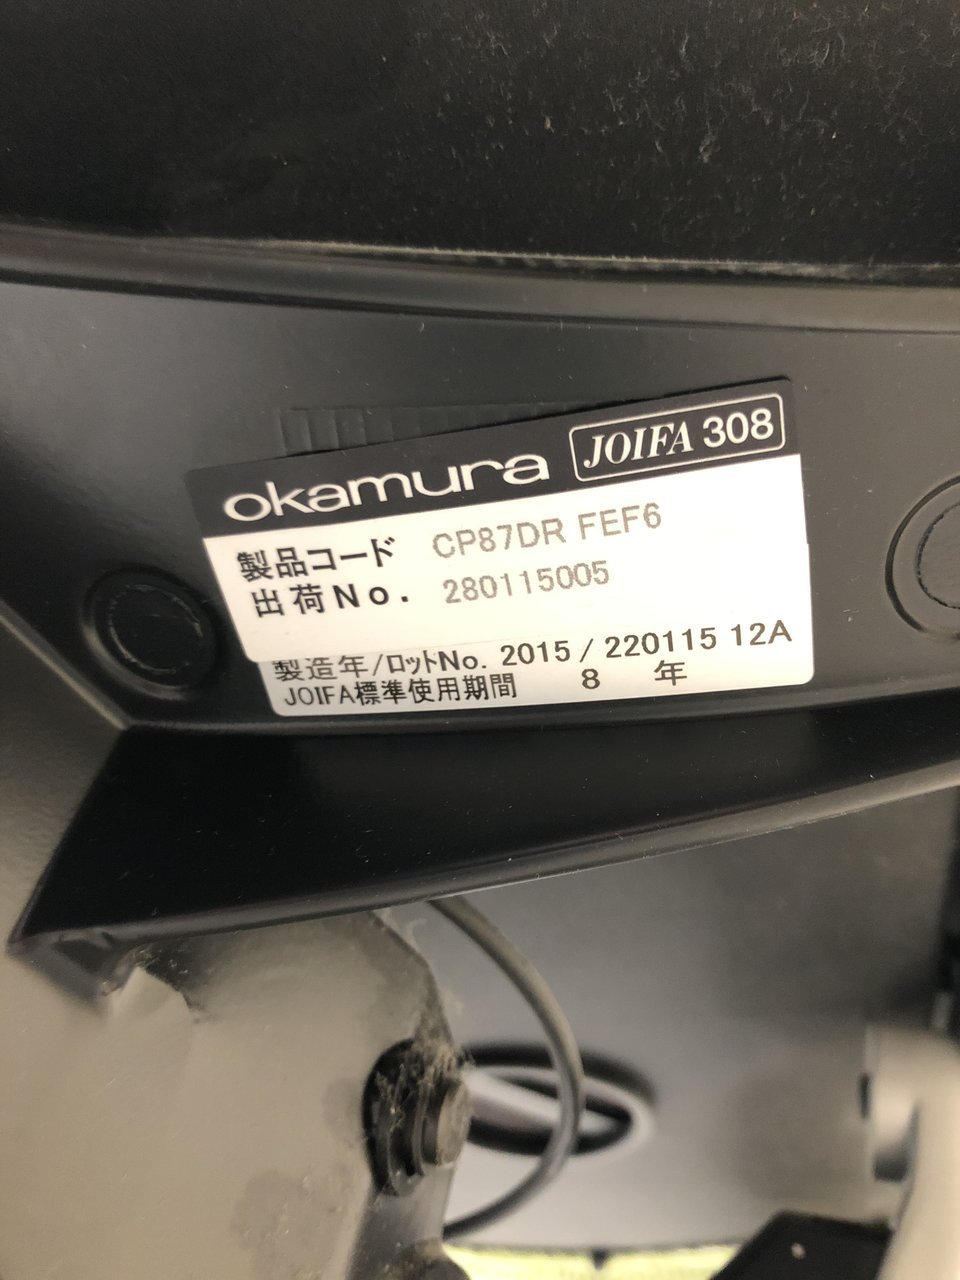 okamura JOIFA 308
製品コード CP87DR FEF6
出荷No. 280115005
製造年/ロットNo. 2015 / 220115 12A
JOIFA標準使用期間 8 年